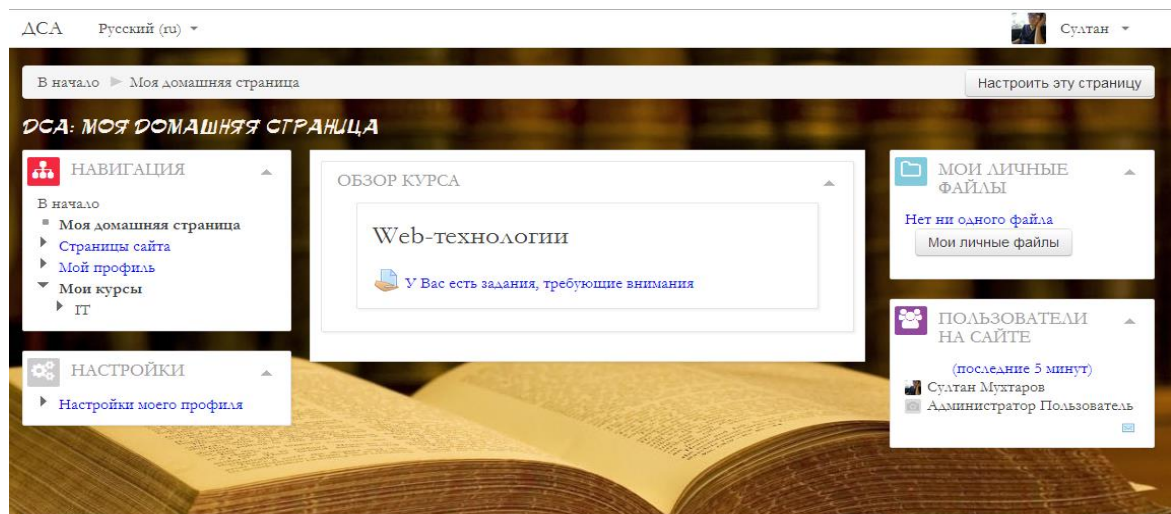 ДСА Русский (ru) Султан
В начало Моя домашняя страница Настроить эту страницу
ДСА: МОЯ ДОМАШНЯЯ СТРАНИЦА
НАВИГАЦИЯ
В начало
Моя домашняя страница
Страницы сайта
Мой профиль
Мои курсы
IT
НАСТРОЙКИ
Настройки моего профиля
ОБЗОР КУРСА
Web-технологии
У Вас есть задания, требующие внимания
МОИ ЛИЧНЫЕ
ФАЙЛЫ
Нет ни одного файла
Мои личные файлы
ПОЛЬЗОВАТЕЛИ
НА САЙТЕ
(последние 5 минут)
Султан Мухтаров
Администратор Пользователь